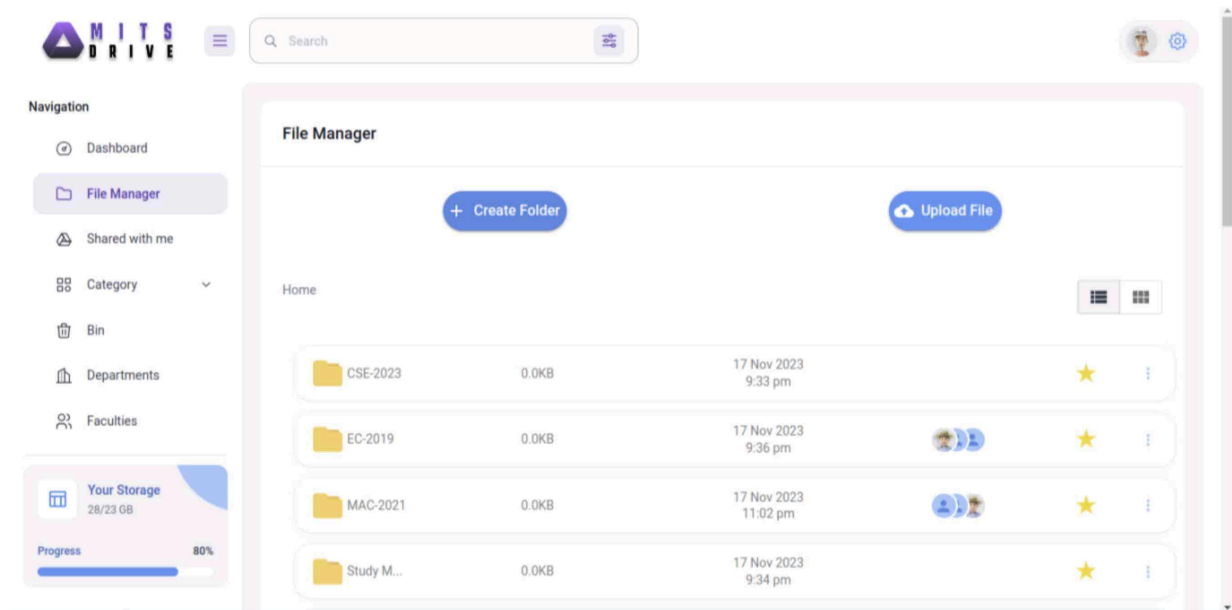 MITS
DRIVE
Search
Navigation
Dashboard
File Manager
Shared with me
Category
Bin
Departments
Faculties
Your Storage
28/23 GB
Progress 80%
File Manager
+ Create Folder
Upload File
Home
CSE-2023 0.0KB 17 Nov 2023
9:33 pm
EC-2019 0.0KB 17 Nov 2023
9:36 pm
MAC-2021 0.0KB 17 Nov 2023
11:02 pm
Study M... 0.0KB 17 Nov 2023
9:34 pm